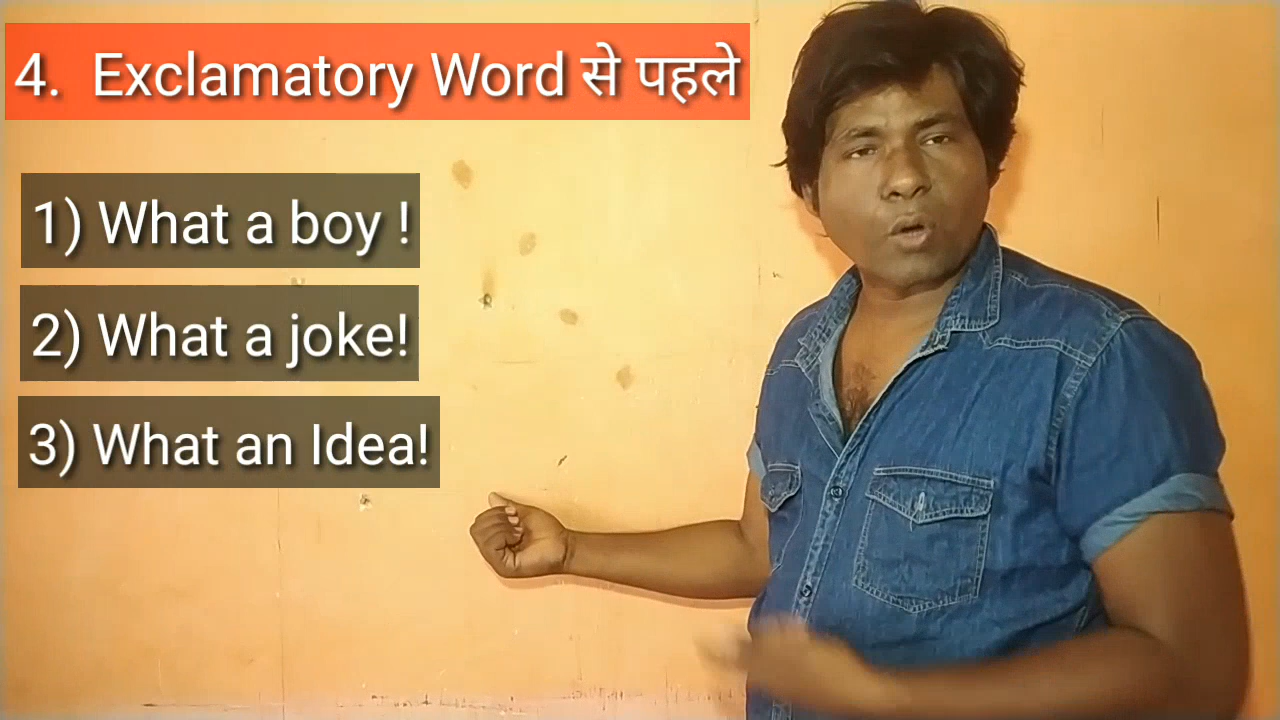 4. Exclamatory Word से पहले
1) What a boy !
2) What a joke!
3) What an Idea!